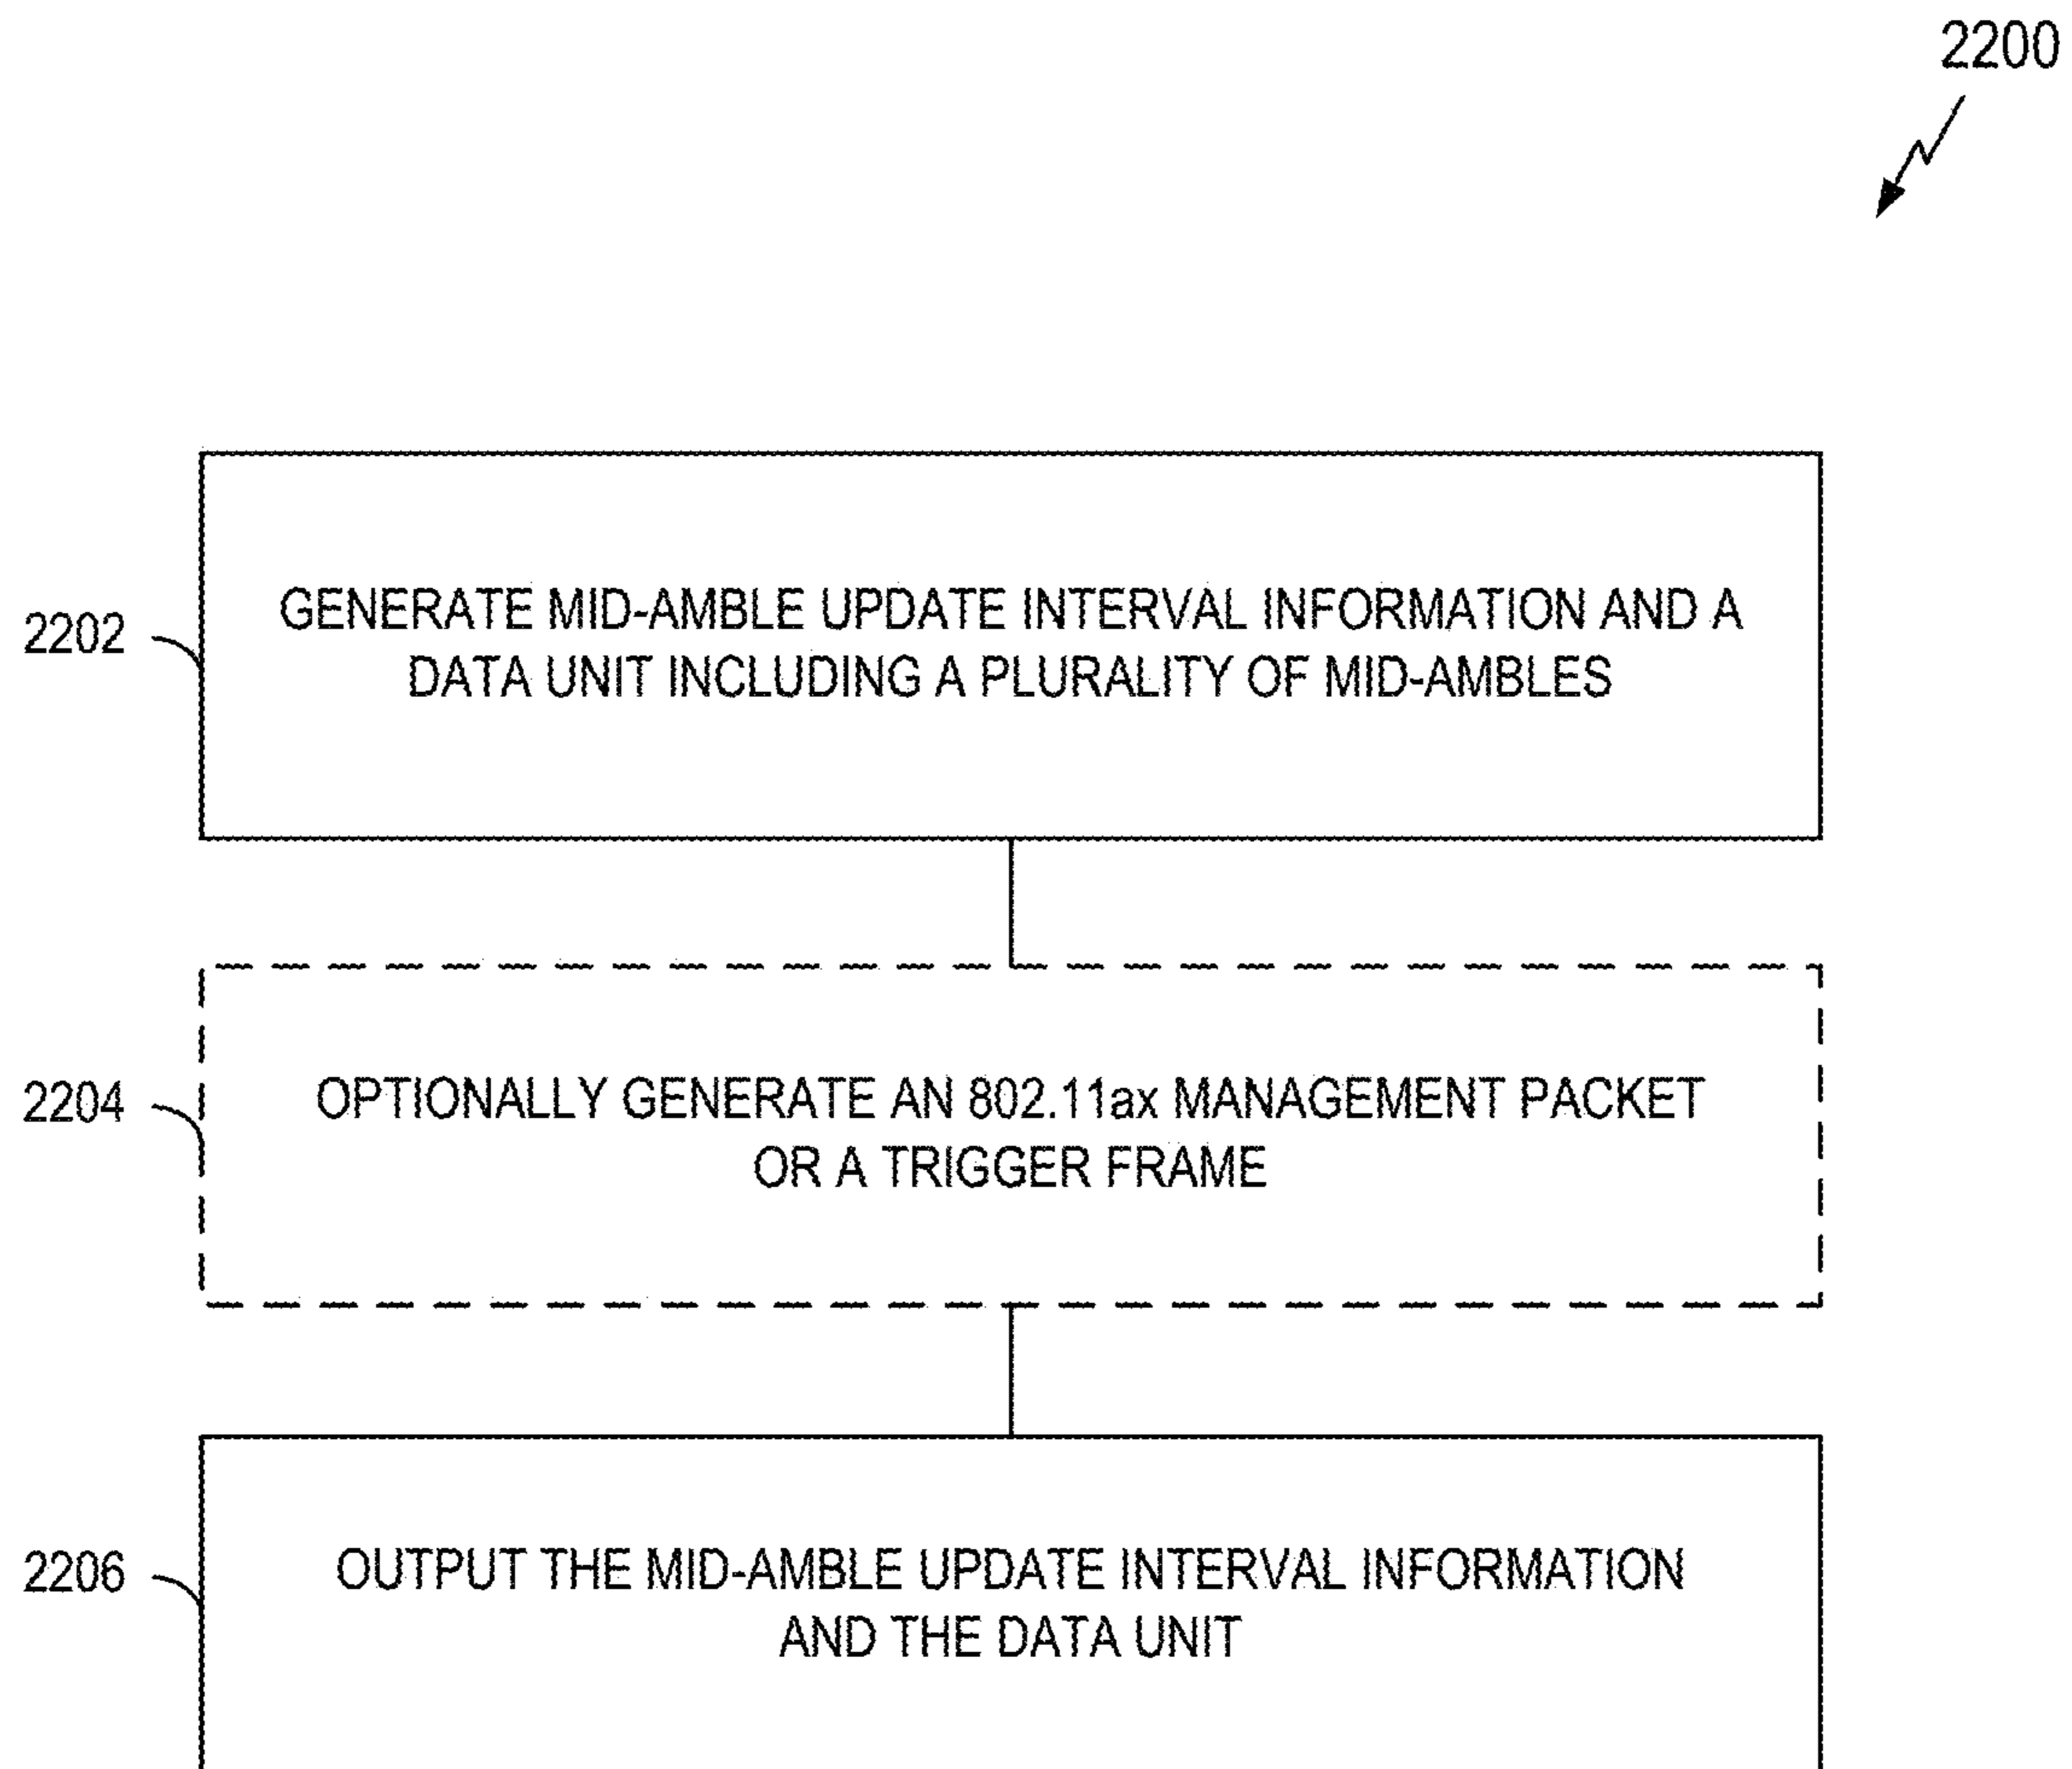 2200
2202
GENERATE MID-AMBLE UPDATE INTERVAL INFORMATION AND A
DATA UNIT INCLUDING A PLURALITY OF MID-AMBLES
2204
OPTIONALLY GENERATE AN 802.11ax MANAGEMENT PACKET
OR A TRIGGER FRAME
2206
OUTPUT THE MID-AMBLE UPDATE INTERVAL INFORMATION
AND THE DATA UNIT